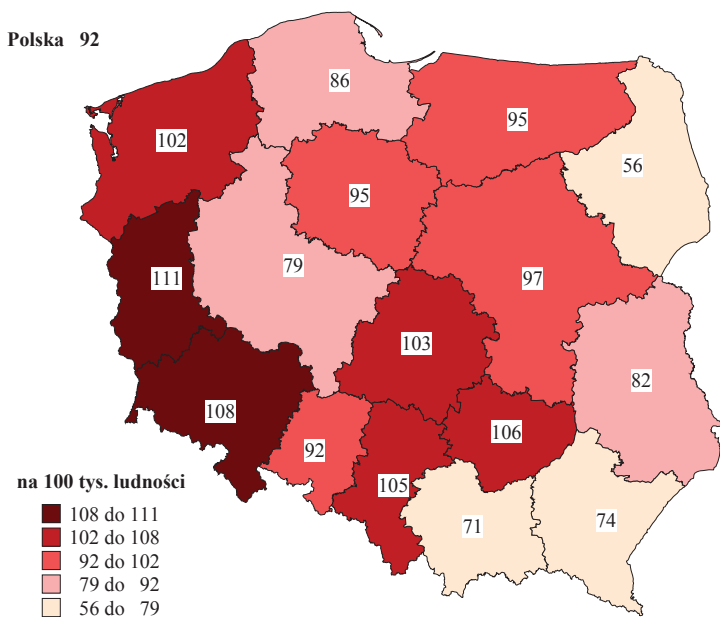 Polska 92
86
95
102
56
95
79
111
97
103
82
108
106
92
105
74
71
na 100 tys. ludności
108 do 111
102 do 108
92 do 102
79 do 92
56 do 79